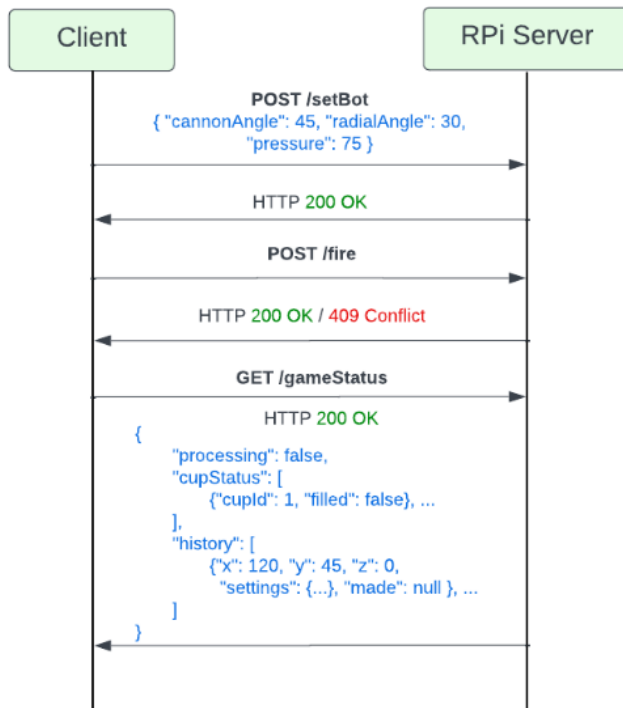 Client
RPi Server
POST /setBot
{ "cannonAngle": 45, "radialAngle": 30,
"pressure": 75 }
HTTP 200 OK
POST /fire
HTTP 200 OK / 409 Conflict
GET /gameStatus
HTTP 200 OK
{
"processing": false,
"cupStatus": [
{"cupId": 1, "filled": false}, ...
],
"history": [
{"x": 120, "y": 45, "z": 0,
"settings": {...}, "made": null }, ...
]
}